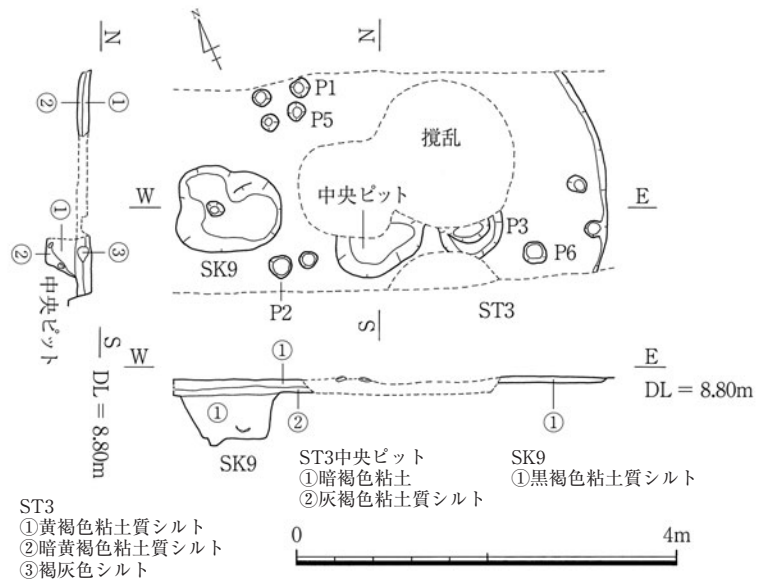 N
N
N
②
①
P1
P5
撹乱
W
中央ピット
E
①
②
③
P3
P6
SK9
中央ピット
P2
ST3
S
S
W
①
E
DL = 8.80m
DL = 8.80m
①
②
①
SK9
ST3中央ピット
①暗褐色粘土
②灰褐色粘土質シルト
SK9
①黒褐色粘土質シルト
ST3
①黄褐色粘土質シルト
②暗黄褐色粘土質シルト
③褐灰色シルト
0
4m